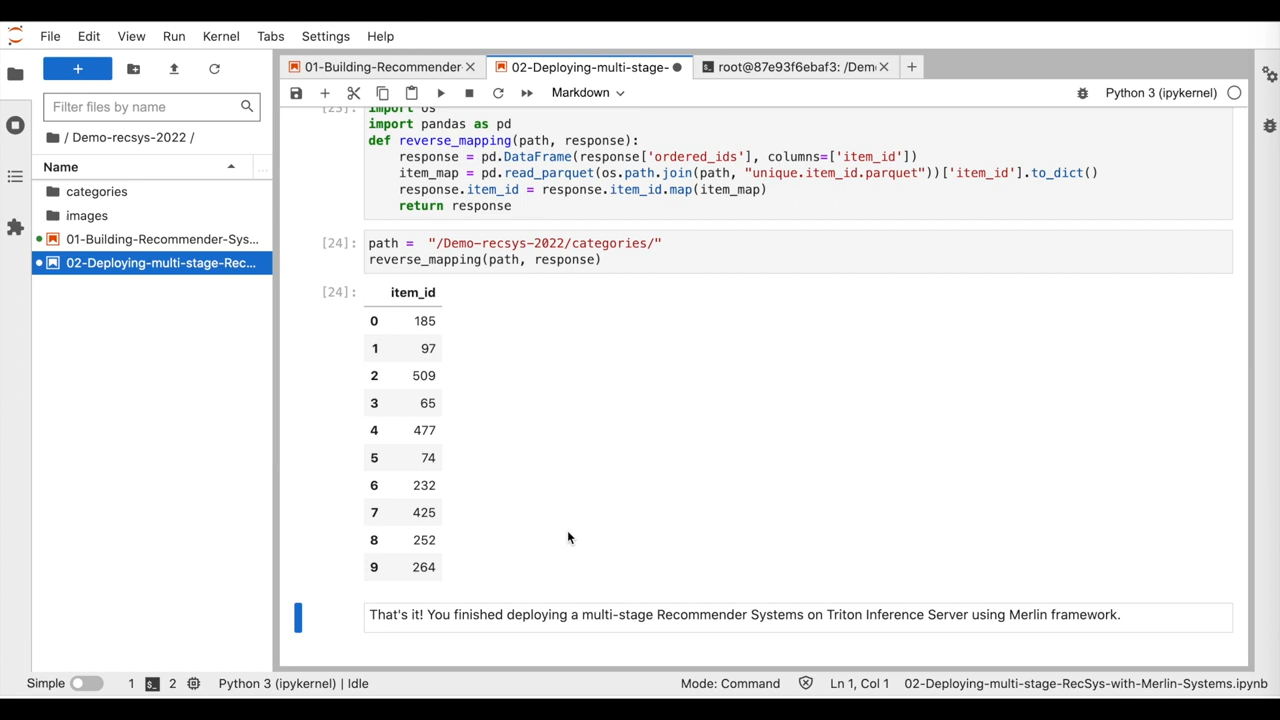 File Edit View Run Kernel Tabs Settings Help
+
Filter files by name
/ Demo-recsys-2022 /
Name
...
categories
images
01-Building-Recommender-Sys...
02-Deploying-multi-stage-Rec...
01-Building-Recommender-
02-Deploying-multi-stage-
root@87e93f6ebaf3: /Dem
Markdown
Python 3 (ipykernel)
[23]:
import os
import pandas as pd
def reverse_mapping(path, response):
response = pd.DataFrame(response['ordered_ids'], columns=['item_id'])
item_map = pd.read_parquet(os.path.join(path, "unique.item_id.parquet"))['item_id'].to_dict()
response.item_id = response.item_id.map(item_map)
return response
[24]:
path = "/Demo-recsys-2022/categories/"
reverse_mapping(path, response)
[24]:
item_id
0 185
1 97
2 509
3 65
4 477
5 74
6 232
7 425
8 252
9 264
That's it! You finished deploying a multi-stage Recommender Systems on Triton Inference Server using Merlin framework.
Simple 1 2 Python 3 (ipykernel) | Idle Mode: Command Ln 1, Col 1 02-Deploying-multi-stage-RecSys-with-Merlin-Systems.ipynb